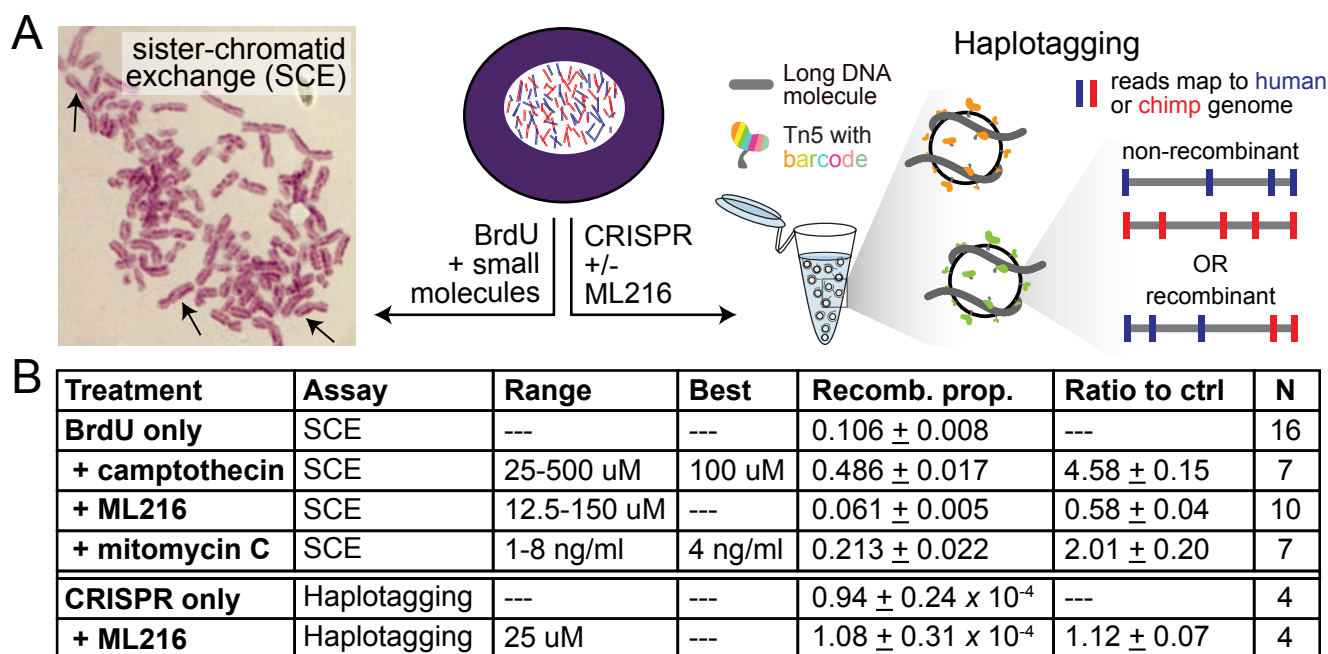 A
sister-chromatid
exchange (SCE)
BrdU
+ small
molecules
CRISPR
+/-
ML216
Haplotagging
Long DNA
molecule
Tn5 with
barcode
reads map to human
or chimp genome
non-recombinant
OR
recombinant
B
Treatment Assay Range Best Recomb. prop. Ratio to ctrl N
BrdU only SCE --- --- 0.106 ± 0.008 --- 16
+ camptothecin SCE 25-500 uM 100 uM 0.486 ± 0.017 4.58 ± 0.15 7
+ ML216 SCE 12.5-150 uM --- 0.061 ± 0.005 0.58 ± 0.04 10
+ mitomycin C SCE 1-8 ng/ml 4 ng/ml 0.213 ± 0.022 2.01 ± 0.20 7
CRISPR only Haplotagging --- --- 0.94 ± 0.24 x 10⁻⁴ --- 4
+ ML216 Haplotagging 25 uM --- 1.08 ± 0.31 x 10⁻⁴ 1.12 ± 0.07 4